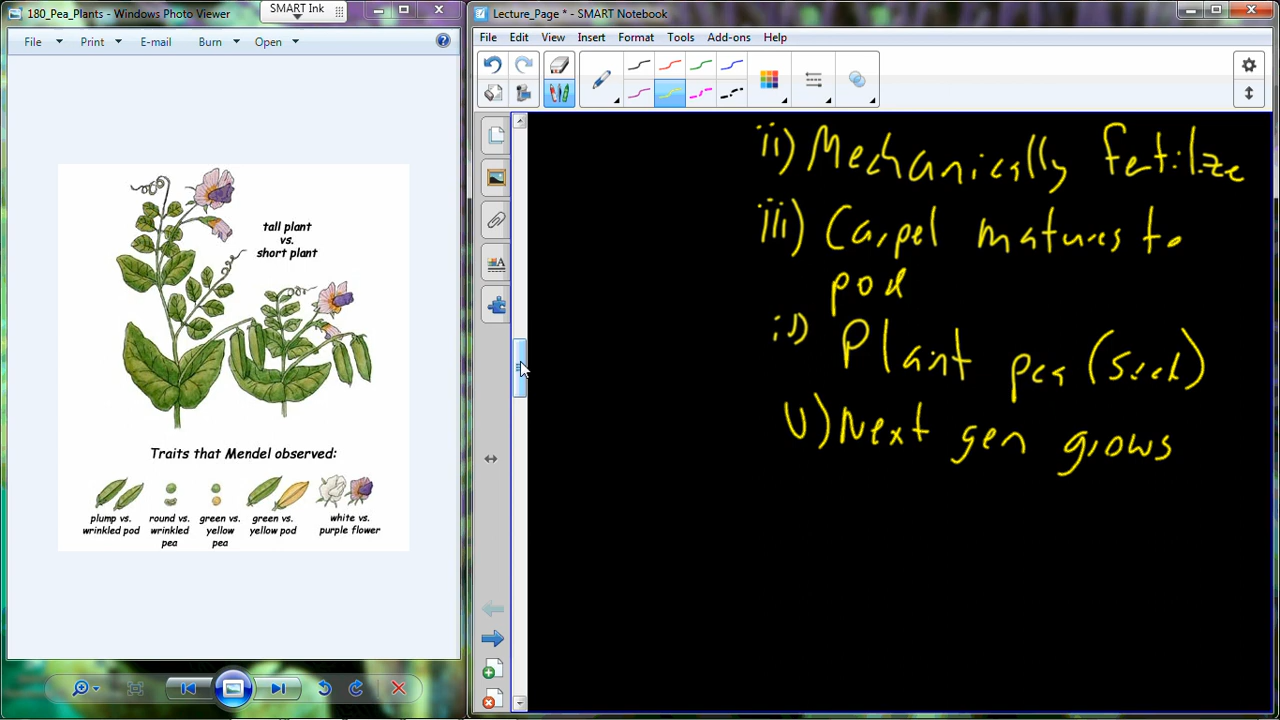 180_Pea_Plants - Windows Photo Viewer
SMART Ink
File Print E-mail Burn Open
tall plant
vs.
short plant
Traits that Mendel observed:
plump vs.
wrinkled pod
round vs.
wrinkled
pea
green vs.
yellow
pea
green vs.
yellow pod
white vs.
purple flower
Lecture_Page * - SMART Notebook
File Edit View Insert Format Tools Add-ons Help
ii) Mechanically fertilize
iii) Carpel matures to
pod
iv) Plant pea (seed)
v) Next gen grows